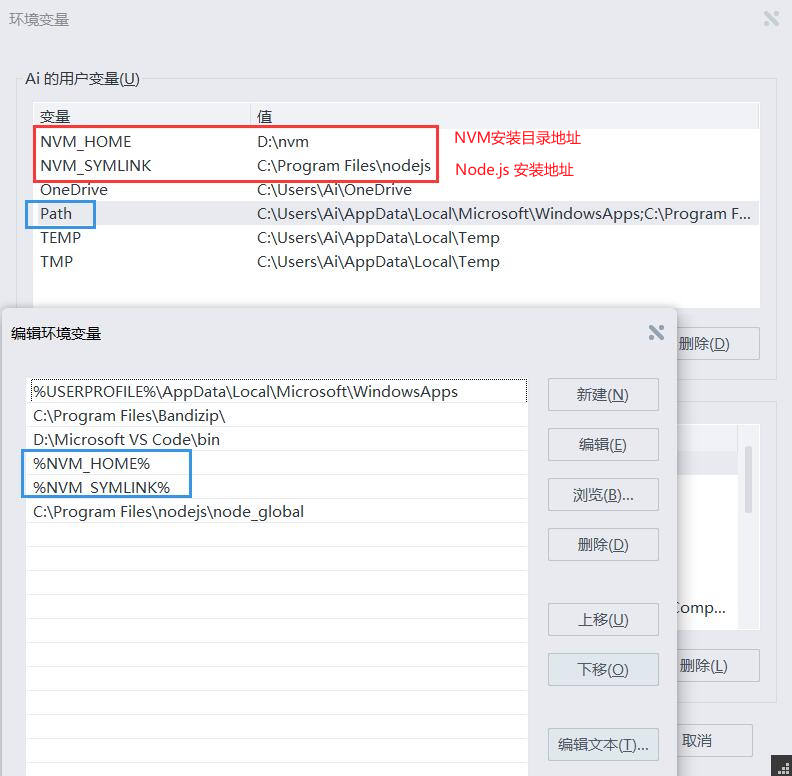 环境变量
Ai 的用户变量(U)
变量 值
NVM_HOME D:\nvm NVM安装目录地址
NVM_SYMLINK C:\Program Files\nodejs Node.js 安装地址
OneDrive C:\Users\Ai\OneDrive
Path C:\Users\Ai\AppData\Local\Microsoft\WindowsApps;C:\Program F...
TEMP C:\Users\Ai\AppData\Local\Temp
TMP C:\Users\Ai\AppData\Local\Temp
删除(D)
编辑环境变量
%USERPROFILE%\AppData\Local\Microsoft\WindowsApps 新建(N)
C:\Program Files\Bandizip\
D:\Microsoft VS Code\bin 编辑(E)
%NVM_HOME%
%NVM_SYMLINK% 浏览(B)...
C:\Program Files\nodejs\node_global
删除(D)
Comp...
上移(U)
下移(O) 删除(L)
编辑文本(T)... 取消